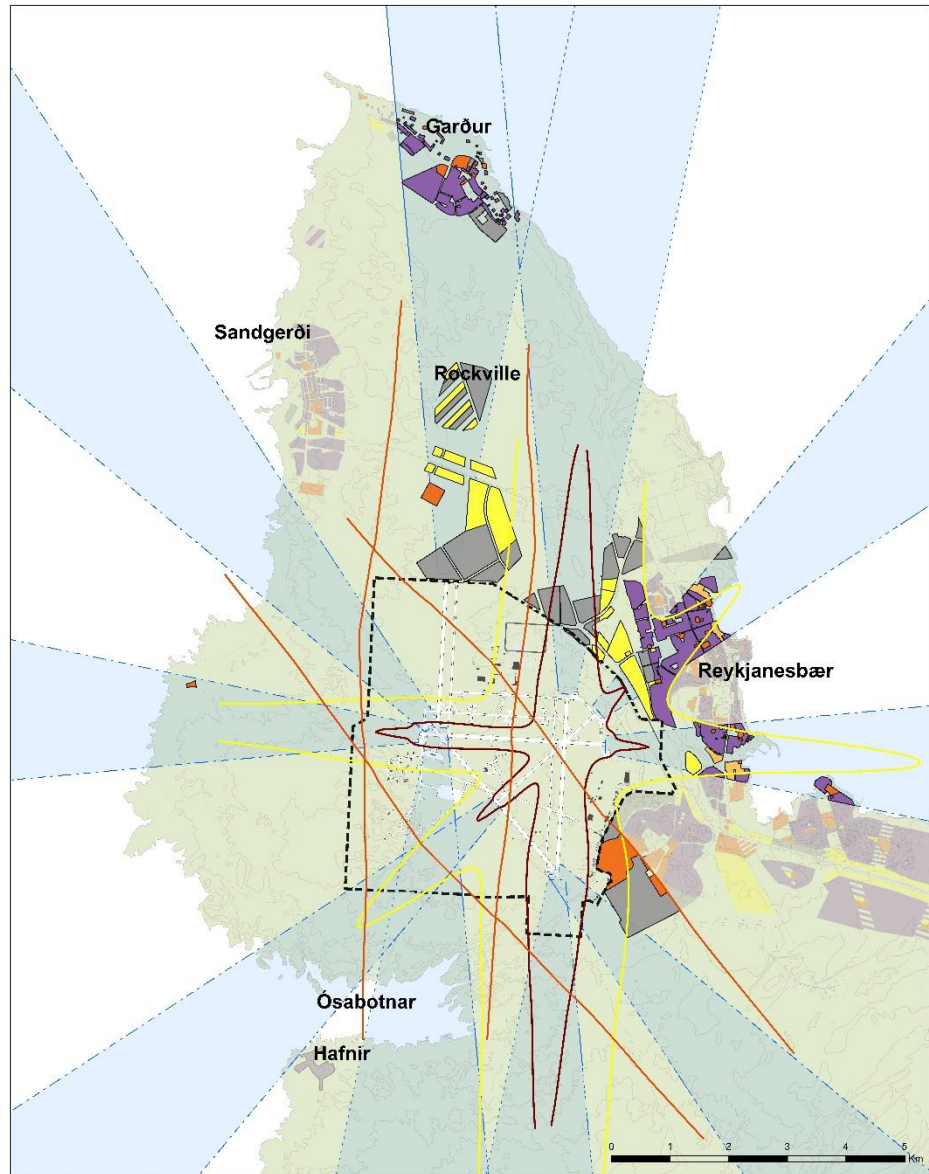 Garður
Sandgerði
Rockville
Reykjanesbær
Ósabotnar
Hafnir
0 1 2 3 4 5
Km